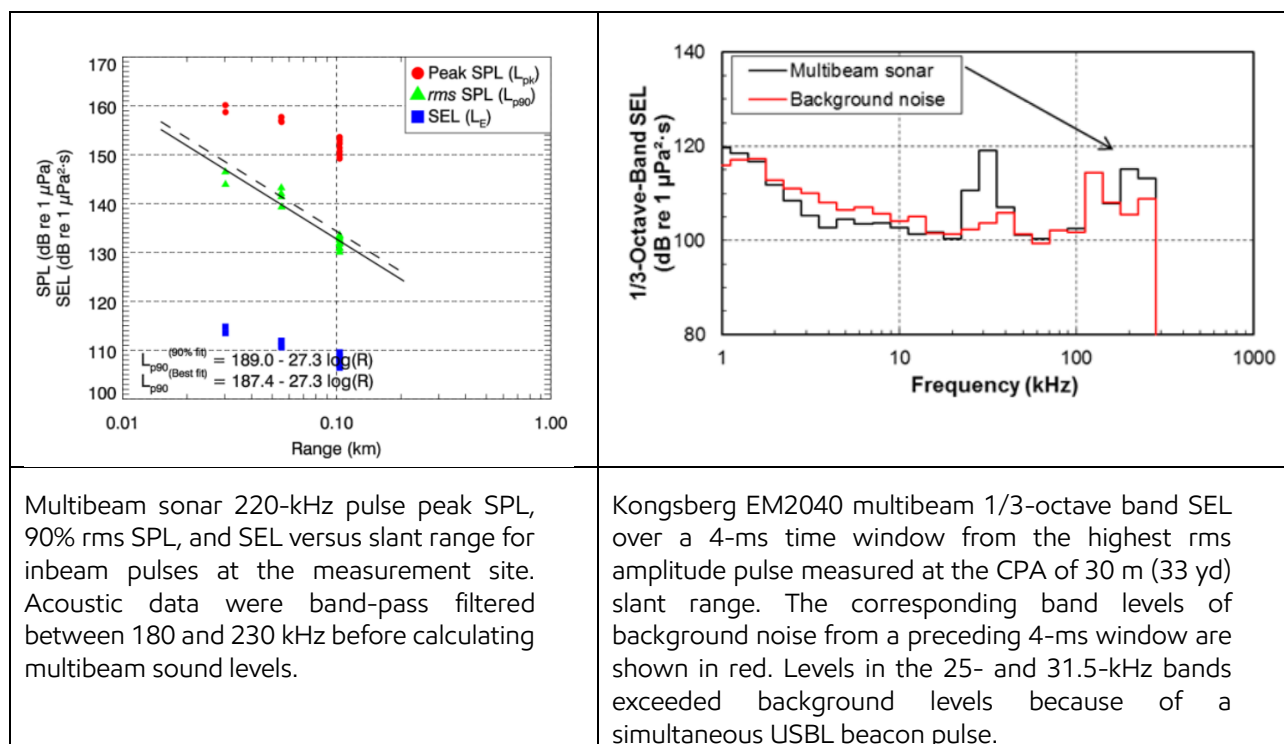 170
160
150
140
130
120
110
100
SPL (dB re 1 μPa)
SEL (dB re 1 μPa²·s)
Peak SPL (Lpk)
rms SPL (Lp90)
SEL (LE)
Lp90(90% fit) = 189.0 - 27.3 log(R)
Lp90(Best fit) = 187.4 - 27.3 log(R)
0.01
0.10
1.00
Range (km)
140
120
100
80
1/3-Octave-Band SEL
(dB re 1 μPa²·s)
Multibeam sonar
Background noise
1
10
100
1000
Frequency (kHz)
Multibeam sonar 220-kHz pulse peak SPL,
90% rms SPL, and SEL versus slant range for
inbeam pulses at the measurement site.
Acoustic data were band-pass filtered
between 180 and 230 kHz before calculating
multibeam sound levels.
Kongsberg EM2040 multibeam 1/3-octave band SEL
over a 4-ms time window from the highest rms
amplitude pulse measured at the CPA of 30 m (33 yd)
slant range. The corresponding band levels of
background noise from a preceding 4-ms window are
shown in red. Levels in the 25- and 31.5-kHz bands
exceeded background levels because of a
simultaneous USBL beacon pulse.